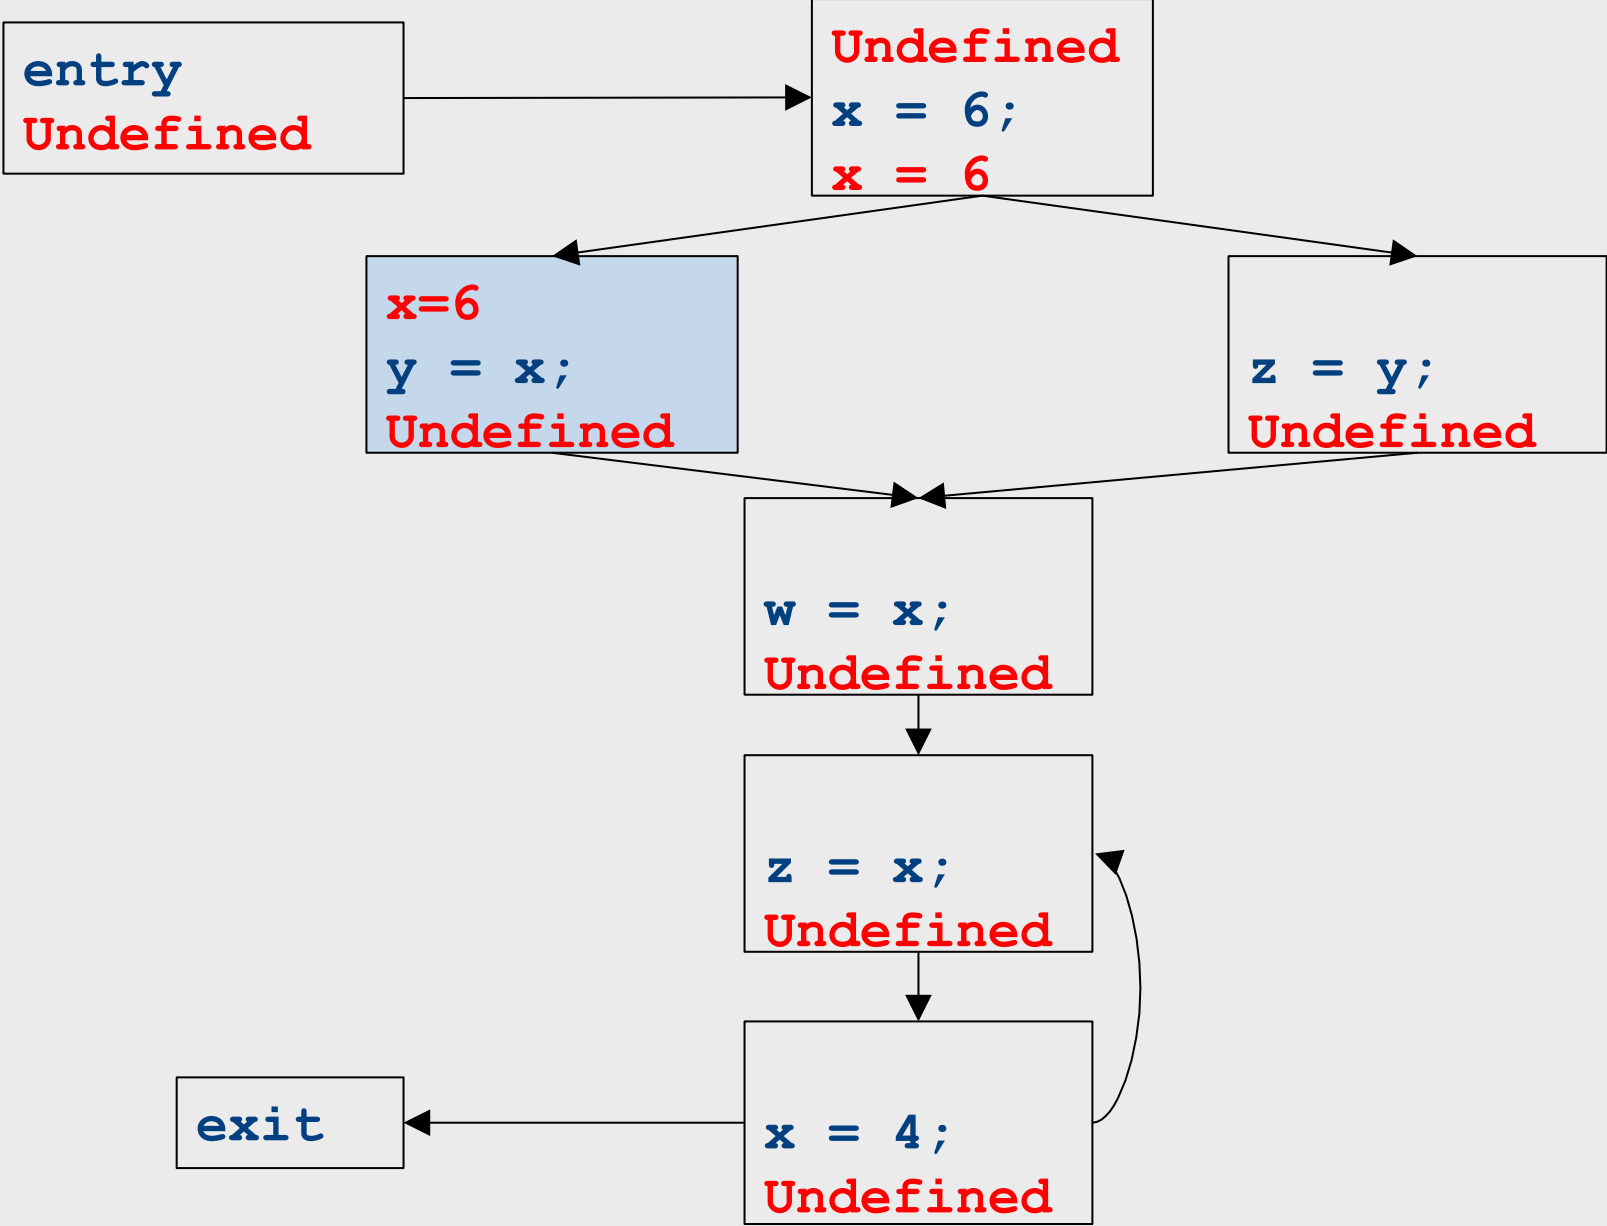 entry
Undefined
Undefined
x = 6;
x = 6
x=6
y = x;
Undefined
z = y;
Undefined
w = x;
Undefined
z = x;
Undefined
x = 4;
Undefined
exit